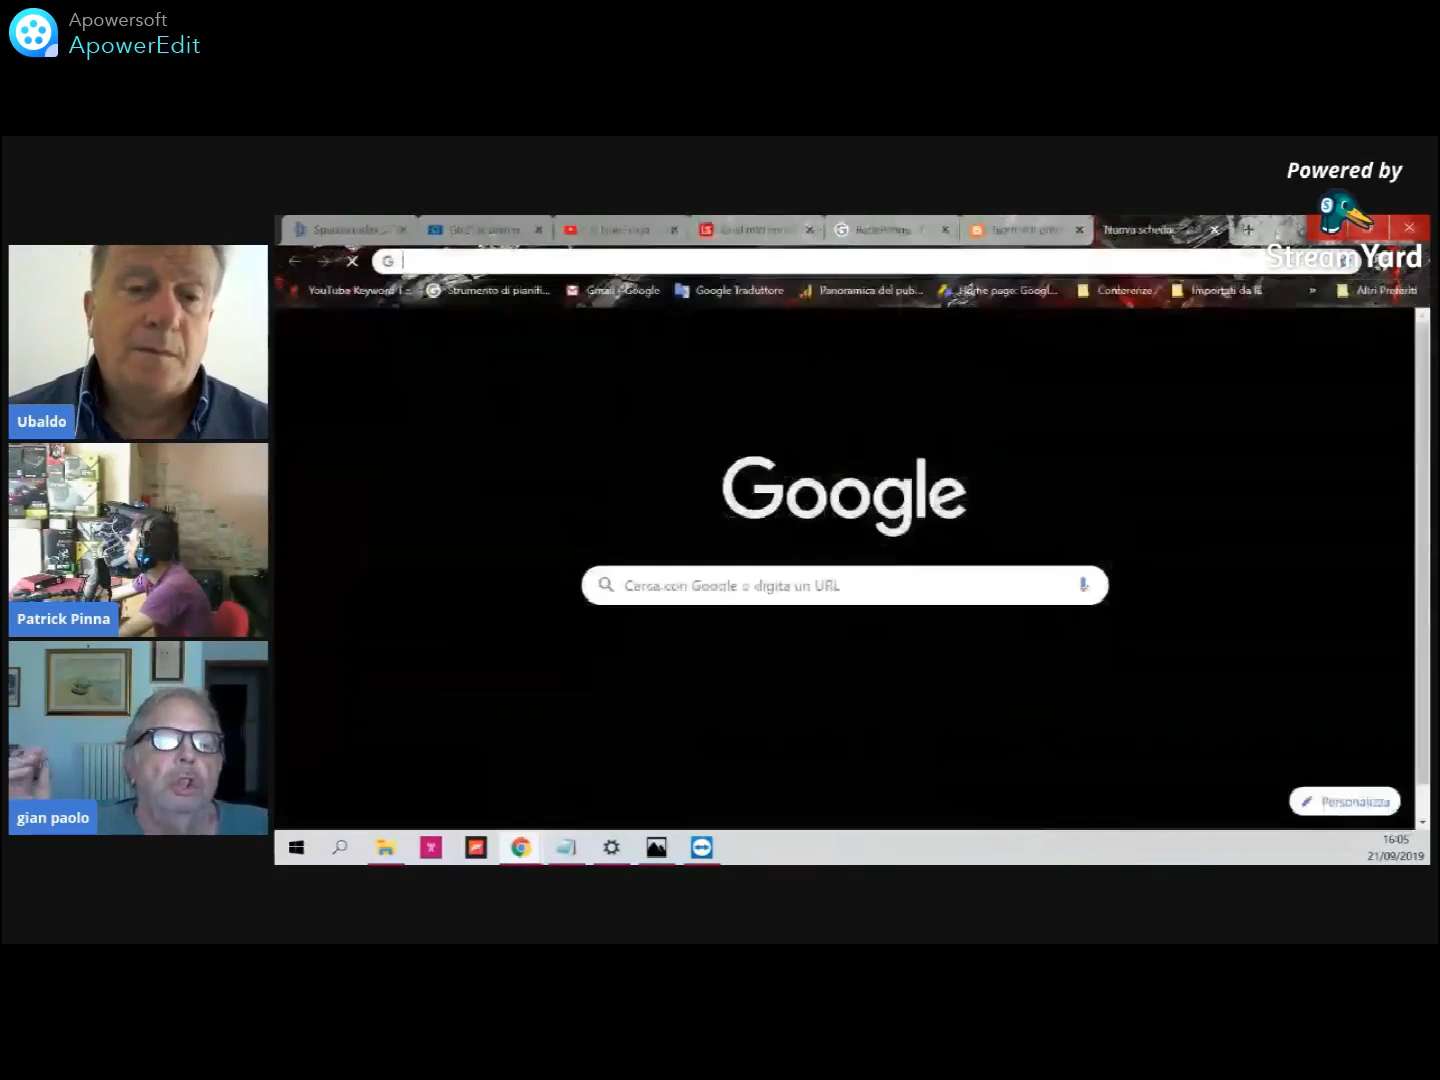 Apowersoft
ApowerEdit
Powered by
StreamYard
Nuova scheda
YouTube Keyword
Strumento di pianifi...
Gmail - Google
Google Traduttore
Panoramica del pub...
Home page: Googl...
Conferenze
Importati da IE
»
Altri Preferiti
Ubaldo
Google
Cerca con Google o digita un URL
Patrick Pinna
Personalizza
gian paolo
16:05
21/09/2019